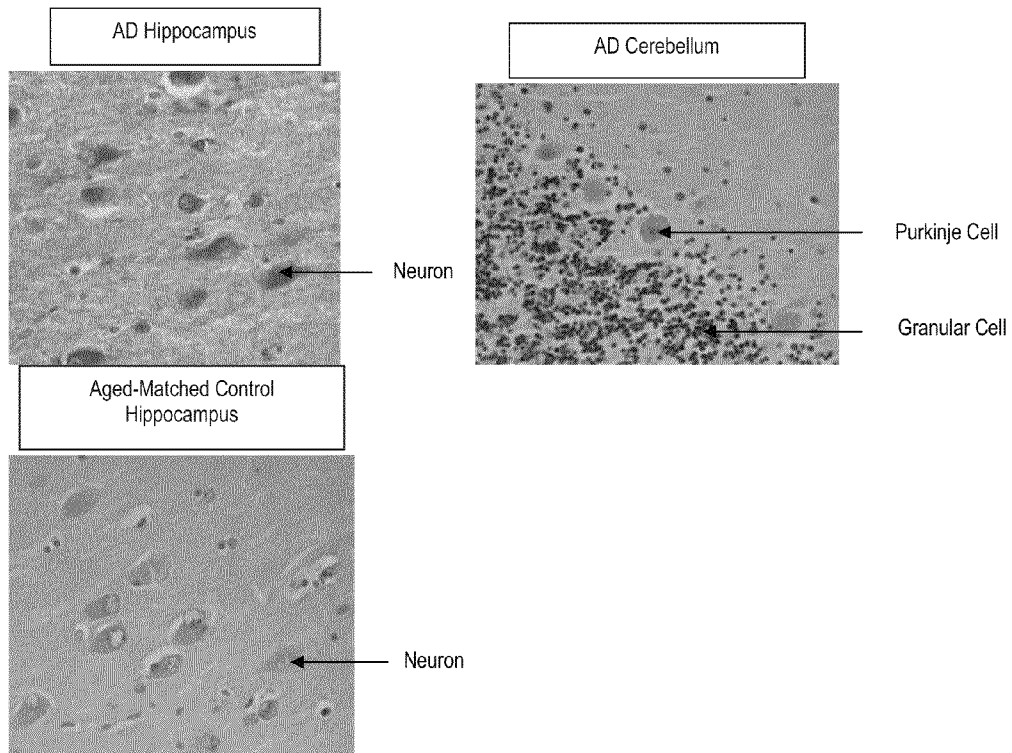 AD Hippocampus
AD Cerebellum
Purkinje Cell
Neuron
Granular Cell
Aged-Matched Control
Hippocampus
Neuron